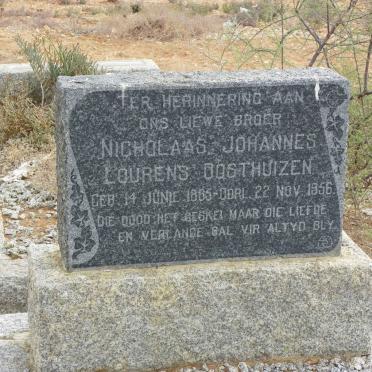 TER HERINNERING AAN
ONS LIEWE BROER
NICHOLAAS JOHANNES
LOURENS OOSTHUIZEN
GEB. 14 JUNIE 1885-OORL. 22 NOV. 1956.
DIE DOOD HET GESKEI MAAR DIE LIEFDE
EN VERLANGE SAL VIR ALTYD BLY.